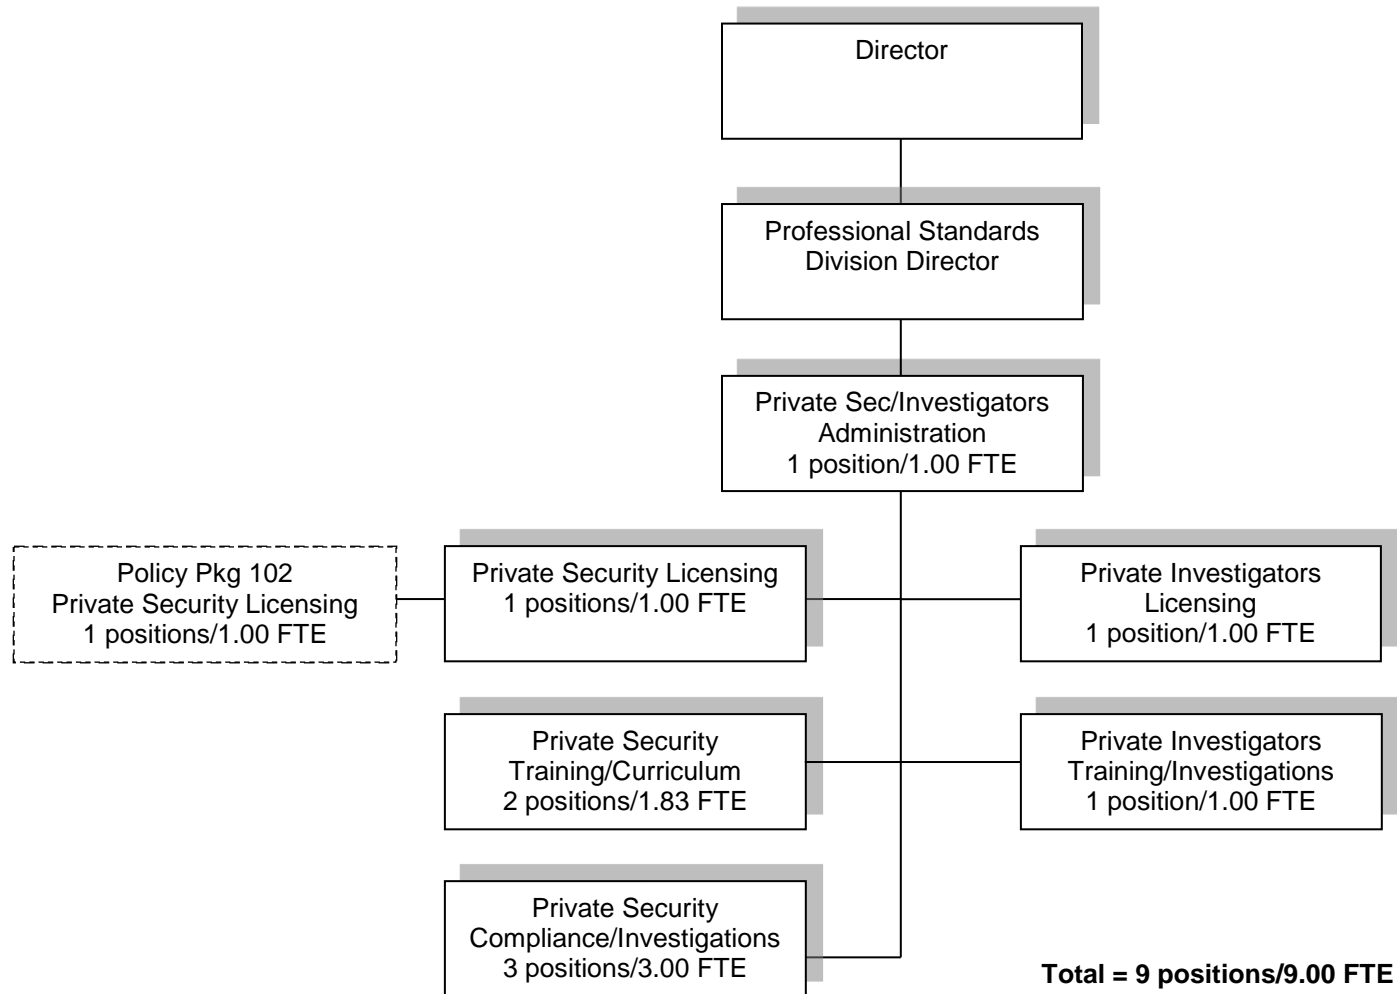 Director
Professional Standards
Division Director
Private Sec/Investigators
Administration
1 position/1.00 FTE
Policy Pkg 102
Private Security Licensing
1 positions/1.00 FTE
Private Security Licensing
1 positions/1.00 FTE
Private Investigators
Licensing
1 position/1.00 FTE
Private Security
Training/Curriculum
2 positions/1.83 FTE
Private Investigators
Training/Investigations
1 position/1.00 FTE
Private Security
Compliance/Investigations
3 positions/3.00 FTE
Total = 9 positions/9.00 FTE